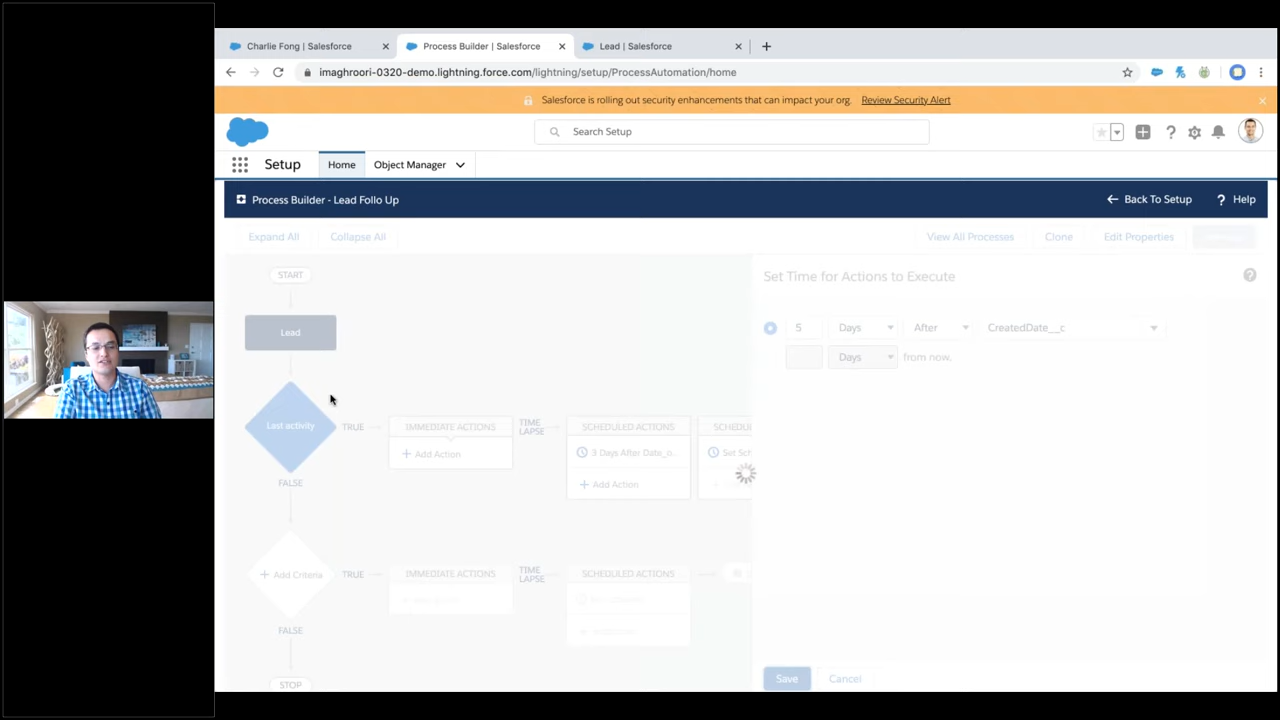 Charlie Fong | Salesforce
Process Builder | Salesforce
Lead | Salesforce
imaghroori-0320-demo.lightning.force.com/lightning/setup/ProcessAutomation/home
Salesforce is rolling out security enhancements that can impact your org. Review Security Alert
Search Setup
Setup Home Object Manager
Process Builder - Lead Follo Up
Back To Setup ? Help
Expand All Collapse All View All Processes Clone Edit Properties
START
Set Time for Actions to Execute
Lead
5 Days After CreatedDate__c
Days from now.
Last activity
TRUE
IMMEDIATE ACTIONS
+ Add Action
TIME
LAPSE
SCHEDULED ACTIONS
3 Days After Date_o...
+ Add Action
SCHEDU
Set Sch
FALSE
+ Add Criteria
TRUE
IMMEDIATE ACTIONS
TIME
LAPSE
SCHEDULED ACTIONS
FALSE
STOP
Save Cancel